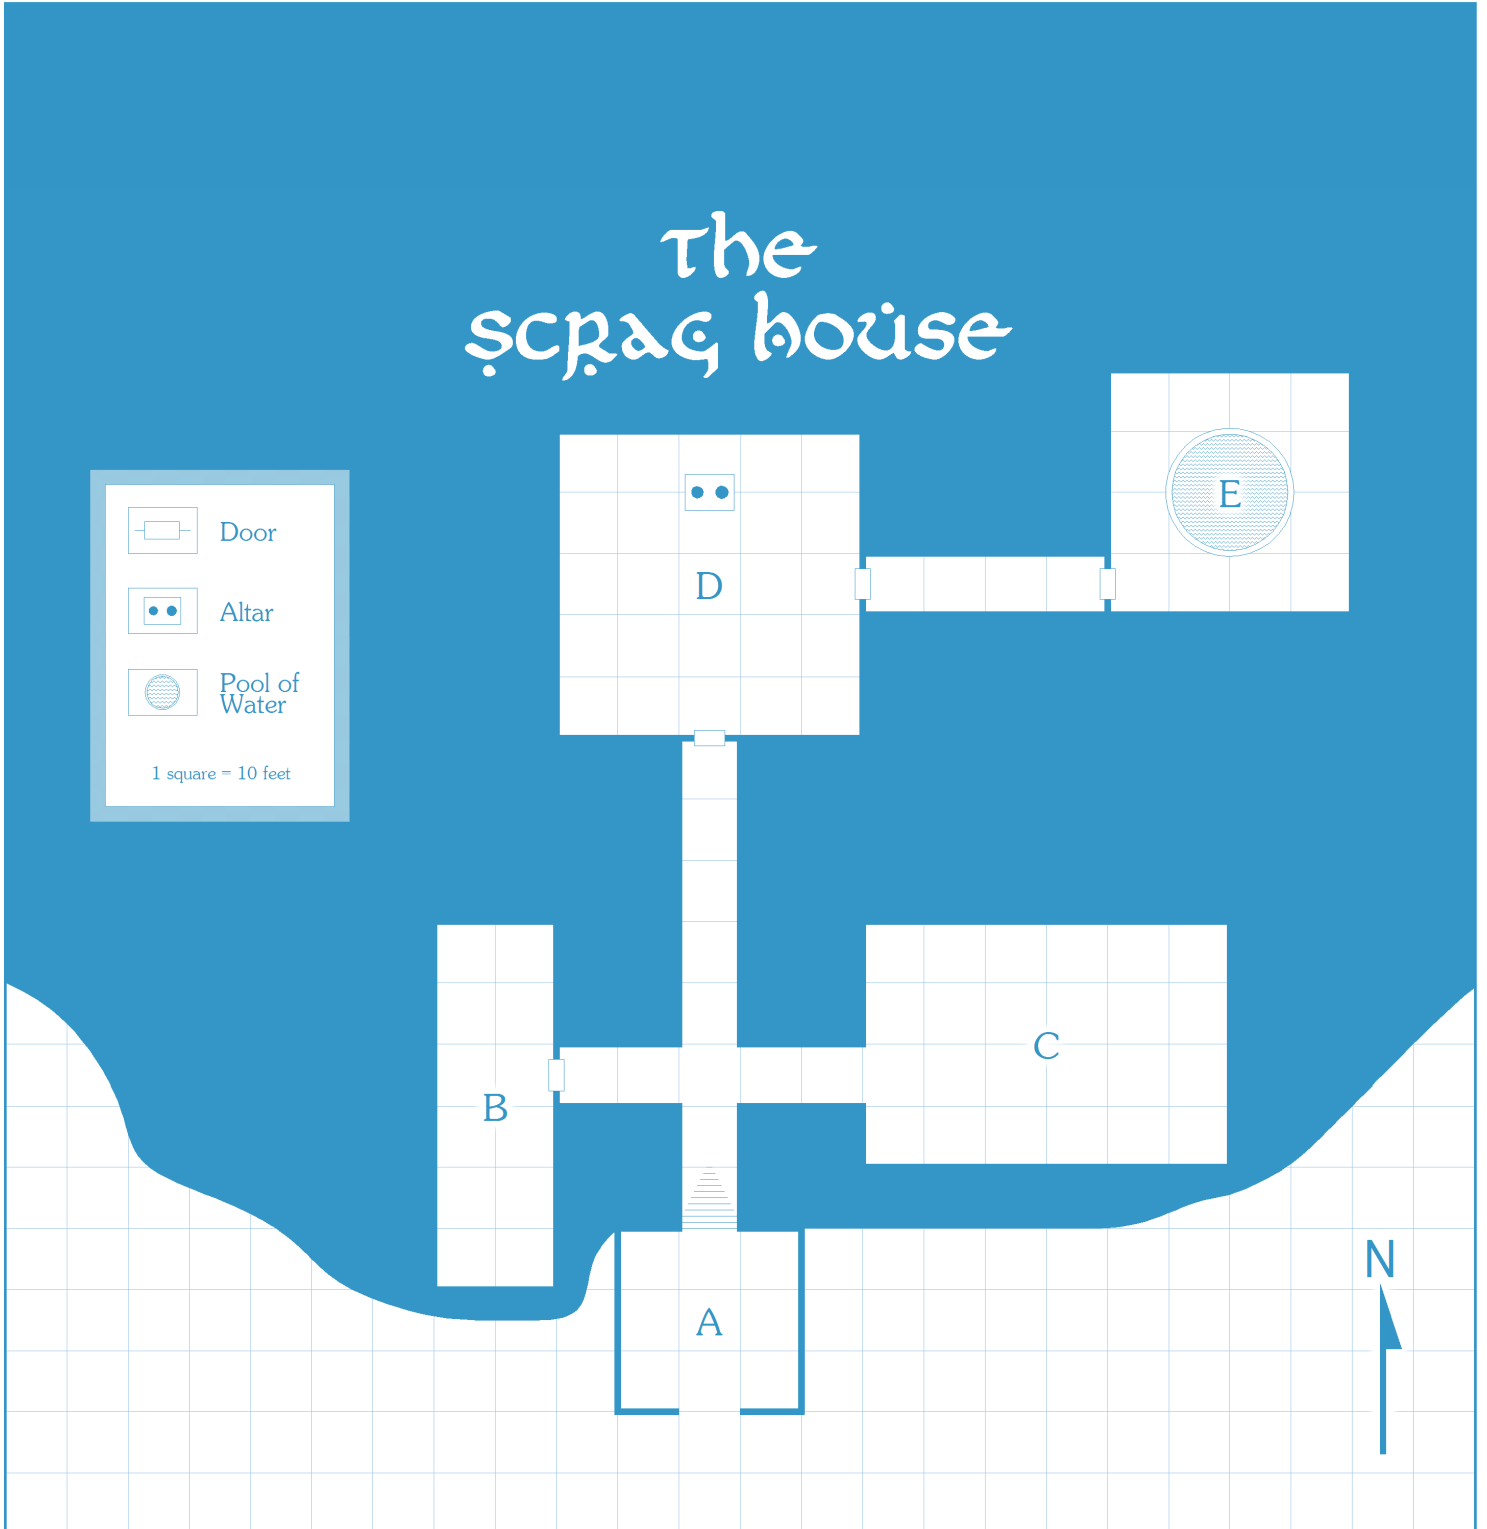 The
Scrag House
Door
Altar
Pool of
Water
1 square = 10 feet
E
D
C
B
A
N